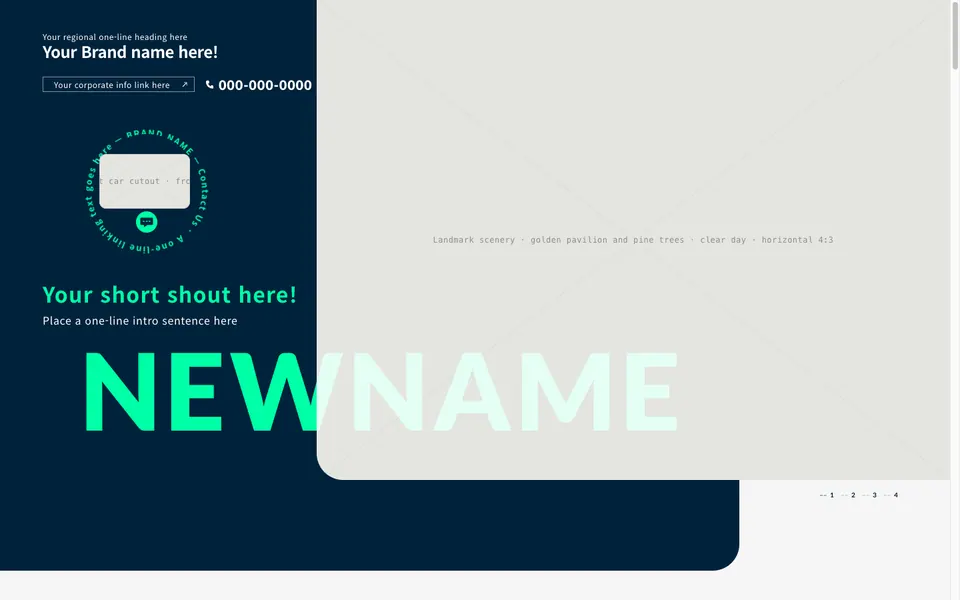 Your regional one-line heading here
Your Brand name here!
Your corporate info link here ↗
000-000-0000
BRAND NAME — Contact Us · A one-line linking text goes here —
t car cutout · fro
Landmark scenery · golden pavilion and pine trees · clear day · horizontal 4:3
Your short shout here!
Place a one-line intro sentence here
NEWNAME
-- 1 -- 2 -- 3 -- 4